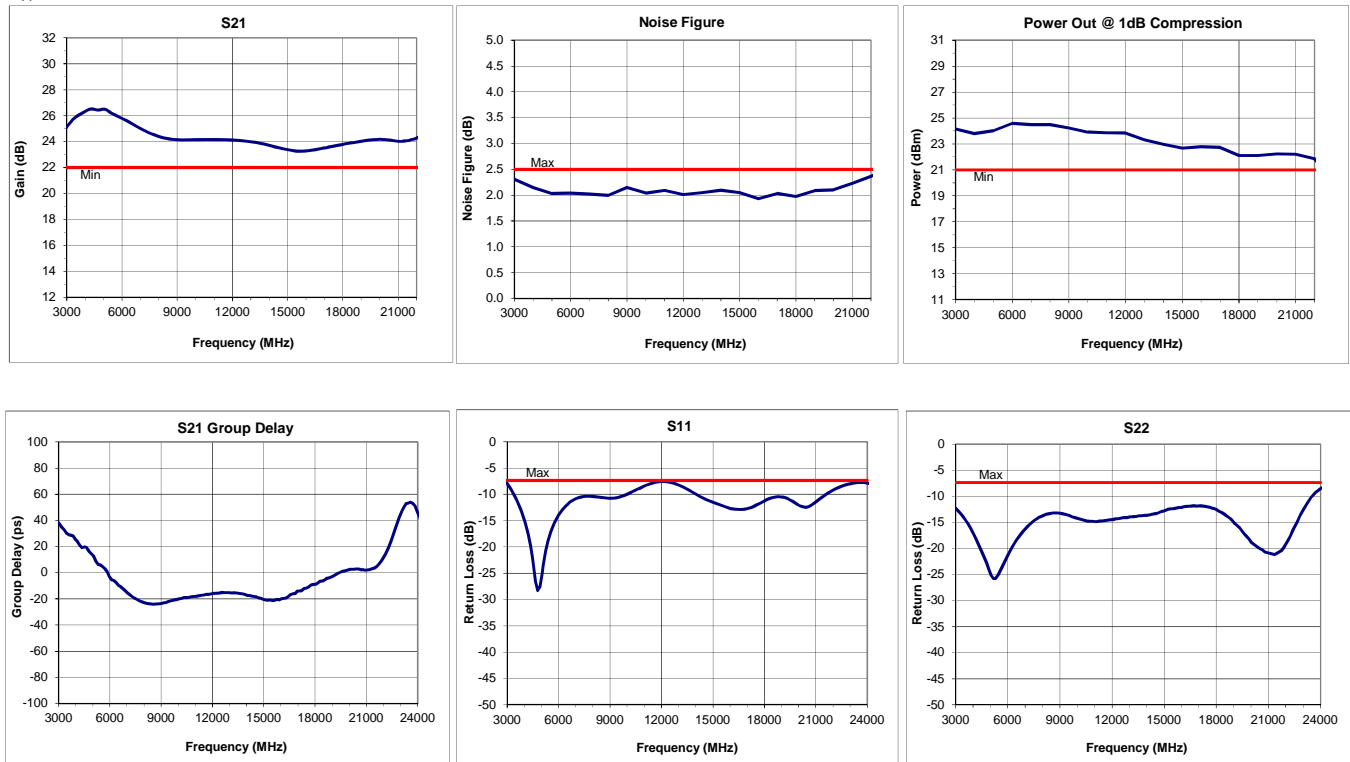 S21
32
30
28
26
24
22
20
18
16
14
12
Gain (dB)
Min
3000 6000 9000 12000 15000 18000 21000
Frequency (MHz)
Noise Figure
5.0
4.5
4.0
3.5
3.0
2.5
2.0
1.5
1.0
0.5
0.0
Noise Figure (dB)
Max
3000 6000 9000 12000 15000 18000 21000
Frequency (MHz)
Power Out @ 1dB Compression
31
29
27
25
23
21
19
17
15
13
11
Power (dBm)
Min
3000 6000 9000 12000 15000 18000 21000
Frequency (MHz)
S21 Group Delay
100
80
60
40
20
0
-20
-40
-60
-80
-100
Group Delay (ps)
3000 6000 9000 12000 15000 18000 21000 24000
Frequency (MHz)
S11
0
-5
-10
-15
-20
-25
-30
-35
-40
-45
-50
Return Loss (dB)
Max
3000 6000 9000 12000 15000 18000 21000 24000
Frequency (MHz)
S22
0
-5
-10
-15
-20
-25
-30
-35
-40
-45
-50
Return Loss (dB)
Max
3000 6000 9000 12000 15000 18000 21000 24000
Frequency (MHz)